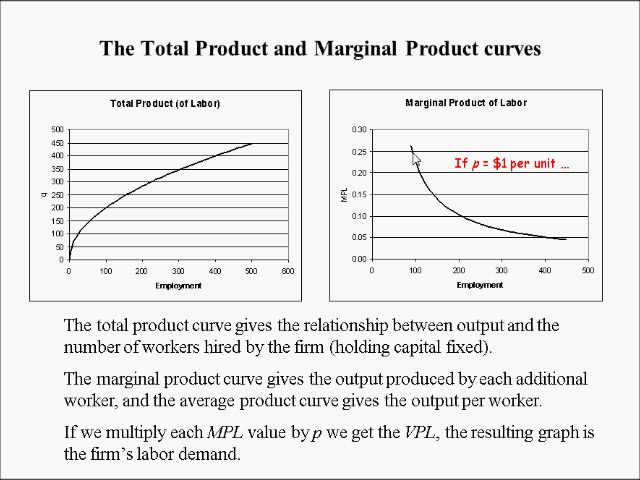 The Total Product and Marginal Product curves
Total Product (of Labor)
500
450
400
350
300
250
200
150
100
50
0
q
0 100 200 300 400 500 600
Employment
Marginal Product of Labor
0.30
0.25
0.20
0.15
0.10
0.05
0.00
MPL
If p = $1 per unit ...
0 100 200 300 400 500
Employment
The total product curve gives the relationship between output and the
number of workers hired by the firm (holding capital fixed).
The marginal product curve gives the output produced by each additional
worker, and the average product curve gives the output per worker.
If we multiply each MPL value by p we get the VPL, the resulting graph is
the firm's labor demand.